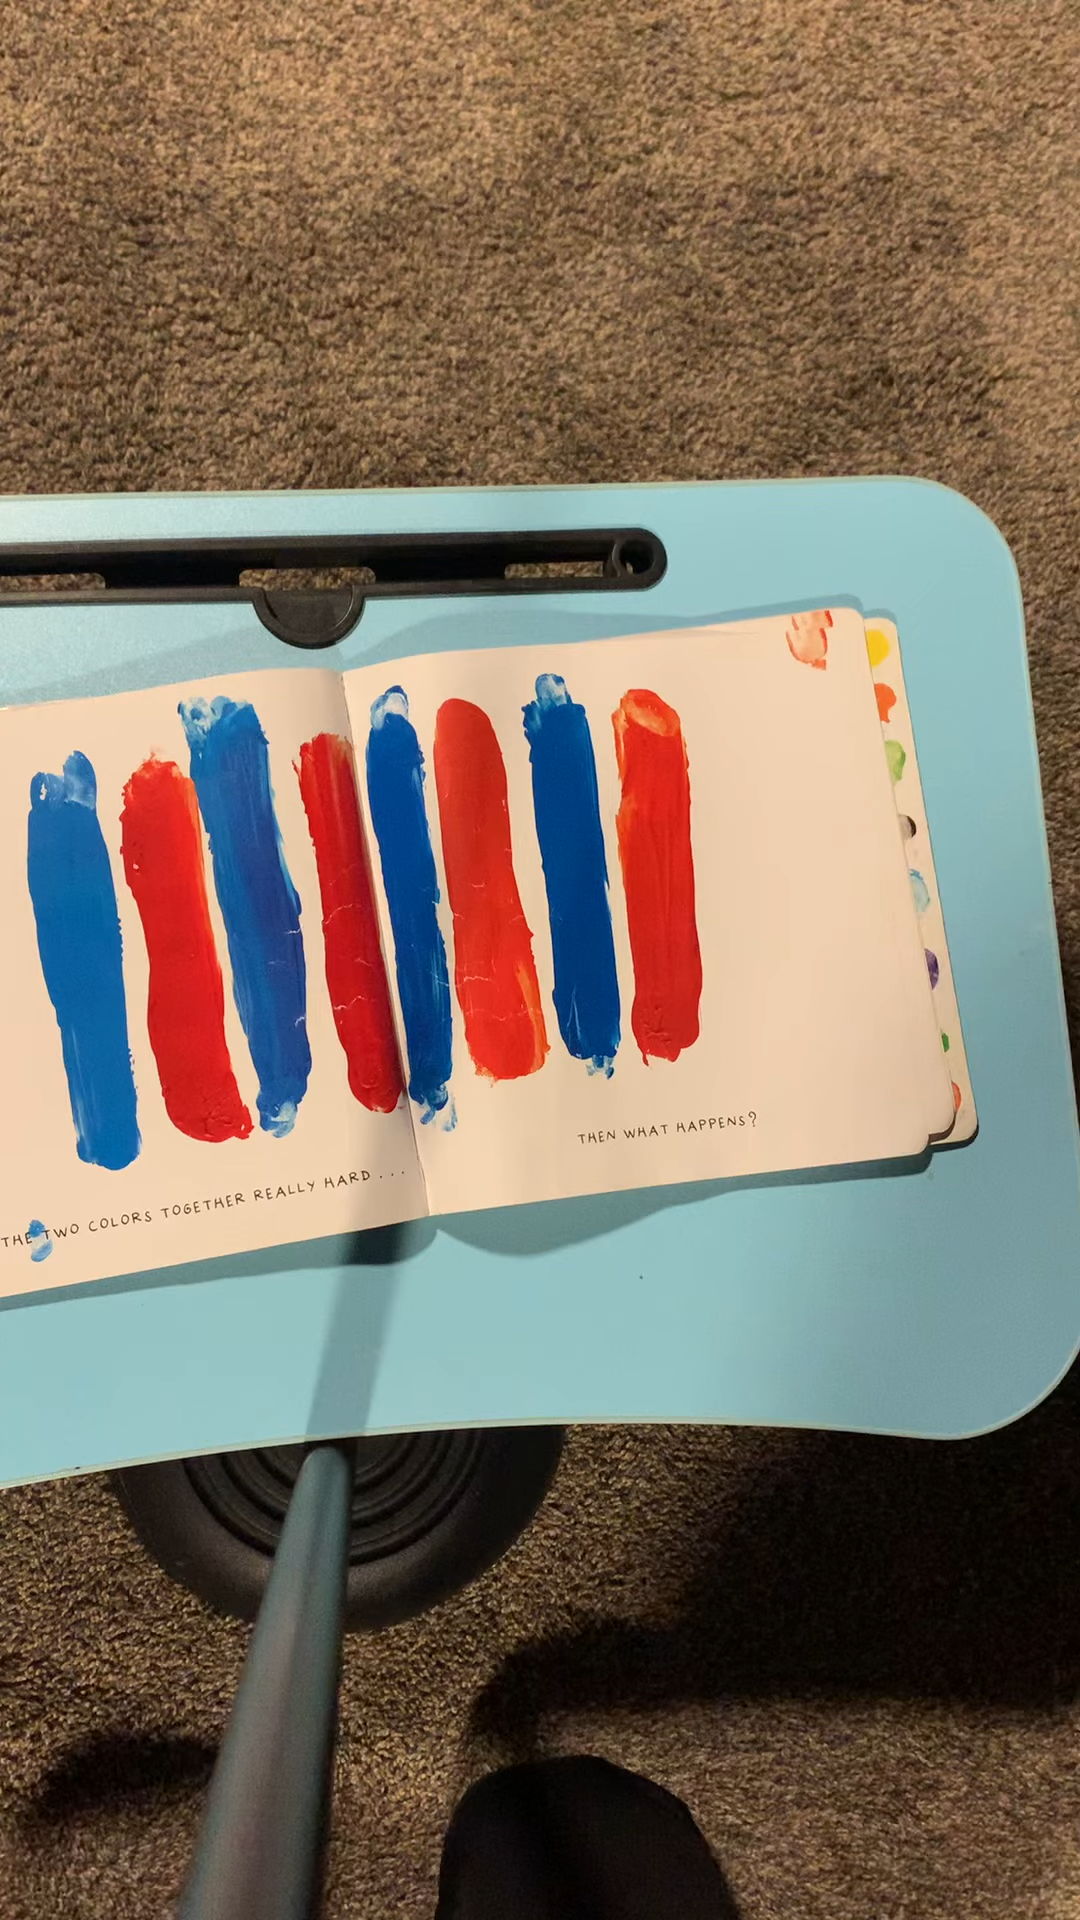 THE TWO COLORS TOGETHER REALLY HARD . . .
THEN WHAT HAPPENS?